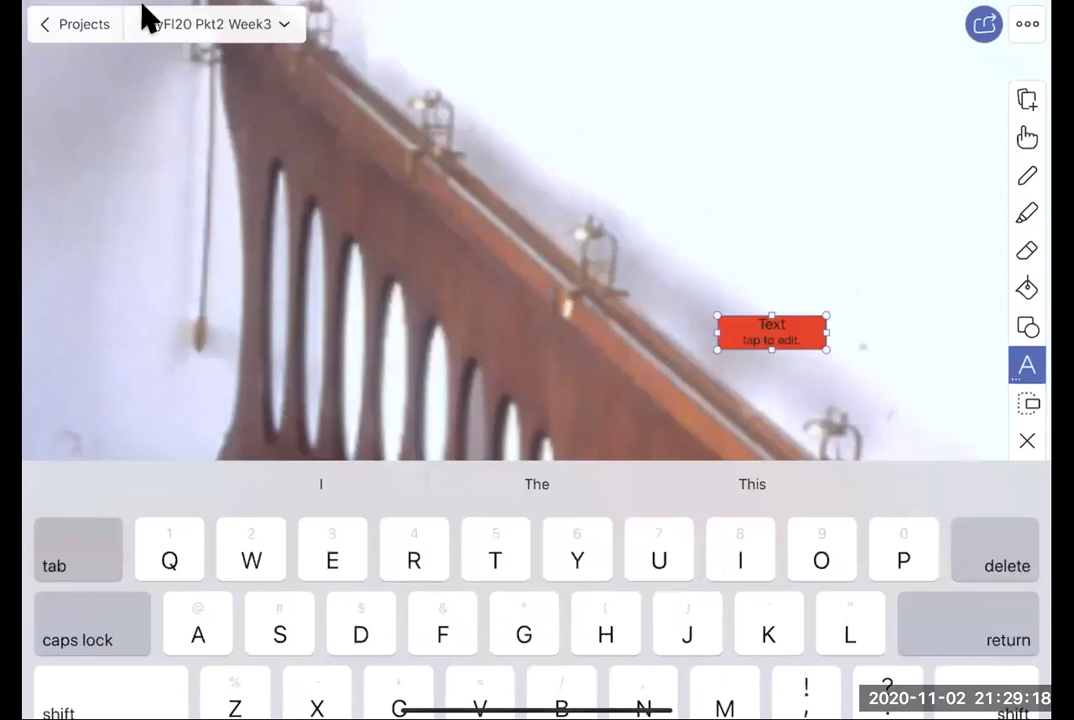 Projects
yFl20 Pkt2 Week3
Text
tap to edit.
A
I The This
1 2 3 4 5 6 7 8 9 0
tab Q W E R T Y U I O P delete
@ # $ & * ( ) ' "
caps lock A S D F G H J K L return
% - + = / ;
shift Z X C V B N M ! , ? . shift
2020-11-02 21:29:18